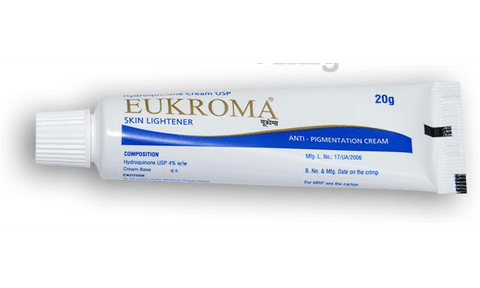 Hydroquinone Cream USP
EUKROMA®
यूक्रोमा
SKIN LIGHTENER
20g
ANTI - PIGMENTATION CREAM
COMPOSITION
Hydroquinone USP 4% w/w
Cream Base q.s.
CAUTION
Mfg. L. No.: 17/UA/2006
B. No. & Mfg. Date on the crimp
For MRP see the carton